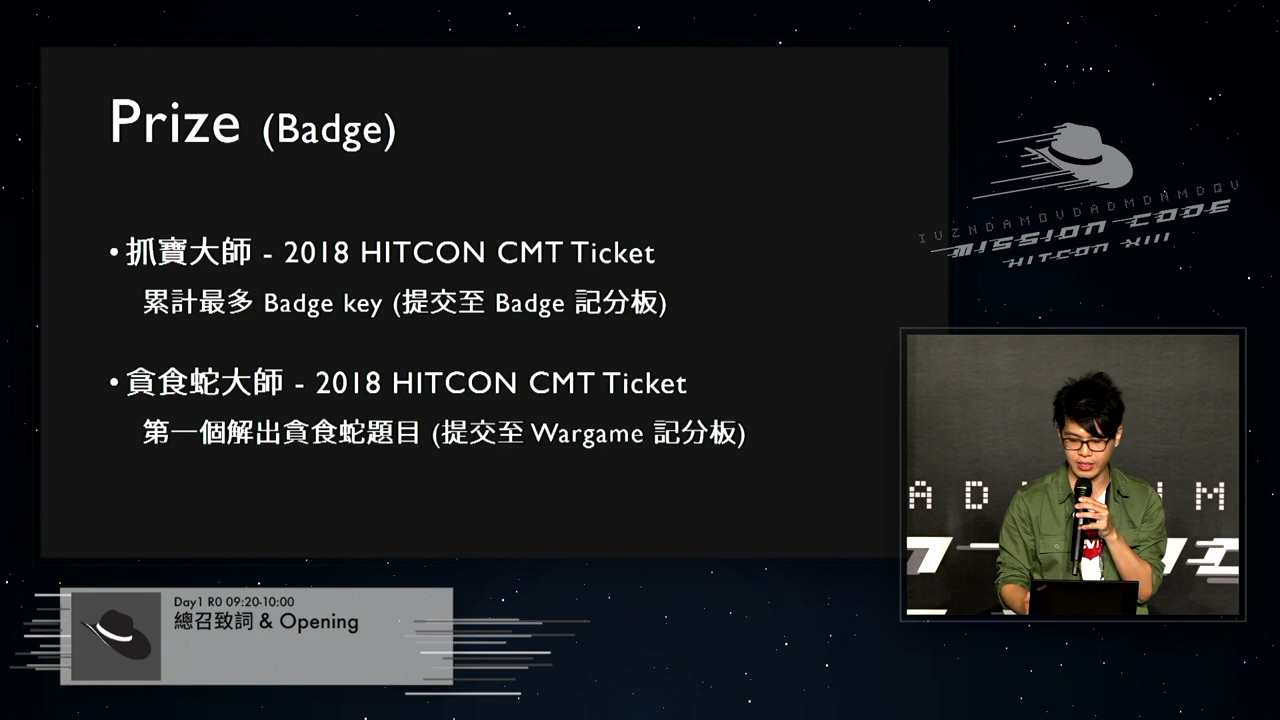 Prize (Badge)
• 抓寶大師 - 2018 HITCON CMT Ticket
累計最多 Badge key (提交至 Badge 記分板)
• 貪食蛇大師 - 2018 HITCON CMT Ticket
第一個解出貪食蛇題目 (提交至 Wargame 記分板)
IVZNDAMOVDADMDNMDQV
MISSION CODE
HITCON XIII
Day1 R0 09:20-10:00
總召致詞 & Opening